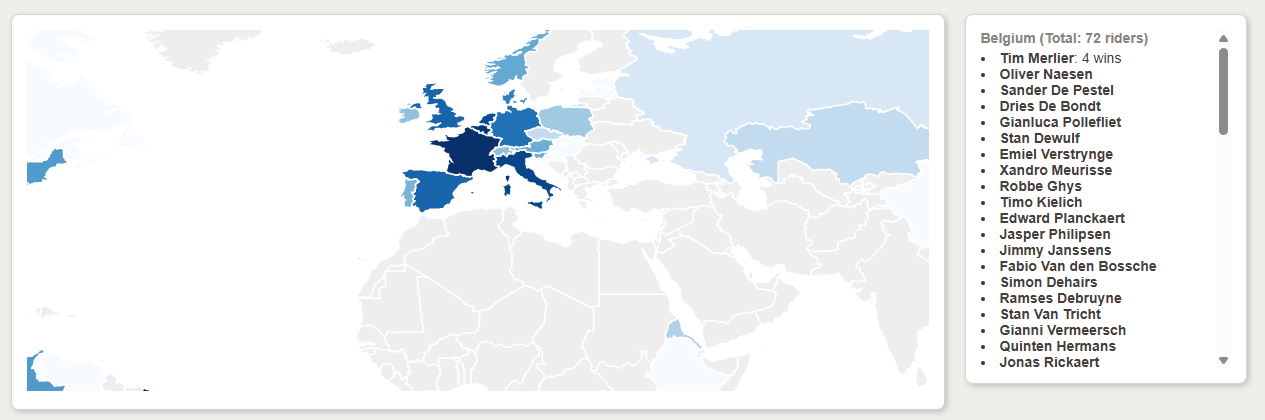 Belgium (Total: 72 riders)
• Tim Merlier: 4 wins
• Oliver Naesen
• Sander De Pestel
• Dries De Bondt
• Gianluca Pollefliet
• Stan Dewulf
• Emiel Verstrynge
• Xandro Meurisse
• Robbe Ghys
• Timo Kielich
• Edward Planckaert
• Jasper Philipsen
• Jimmy Janssens
• Fabio Van den Bossche
• Simon Dehairs
• Ramses Debruyne
• Stan Van Tricht
• Gianni Vermeersch
• Quinten Hermans
• Jonas Rickaert